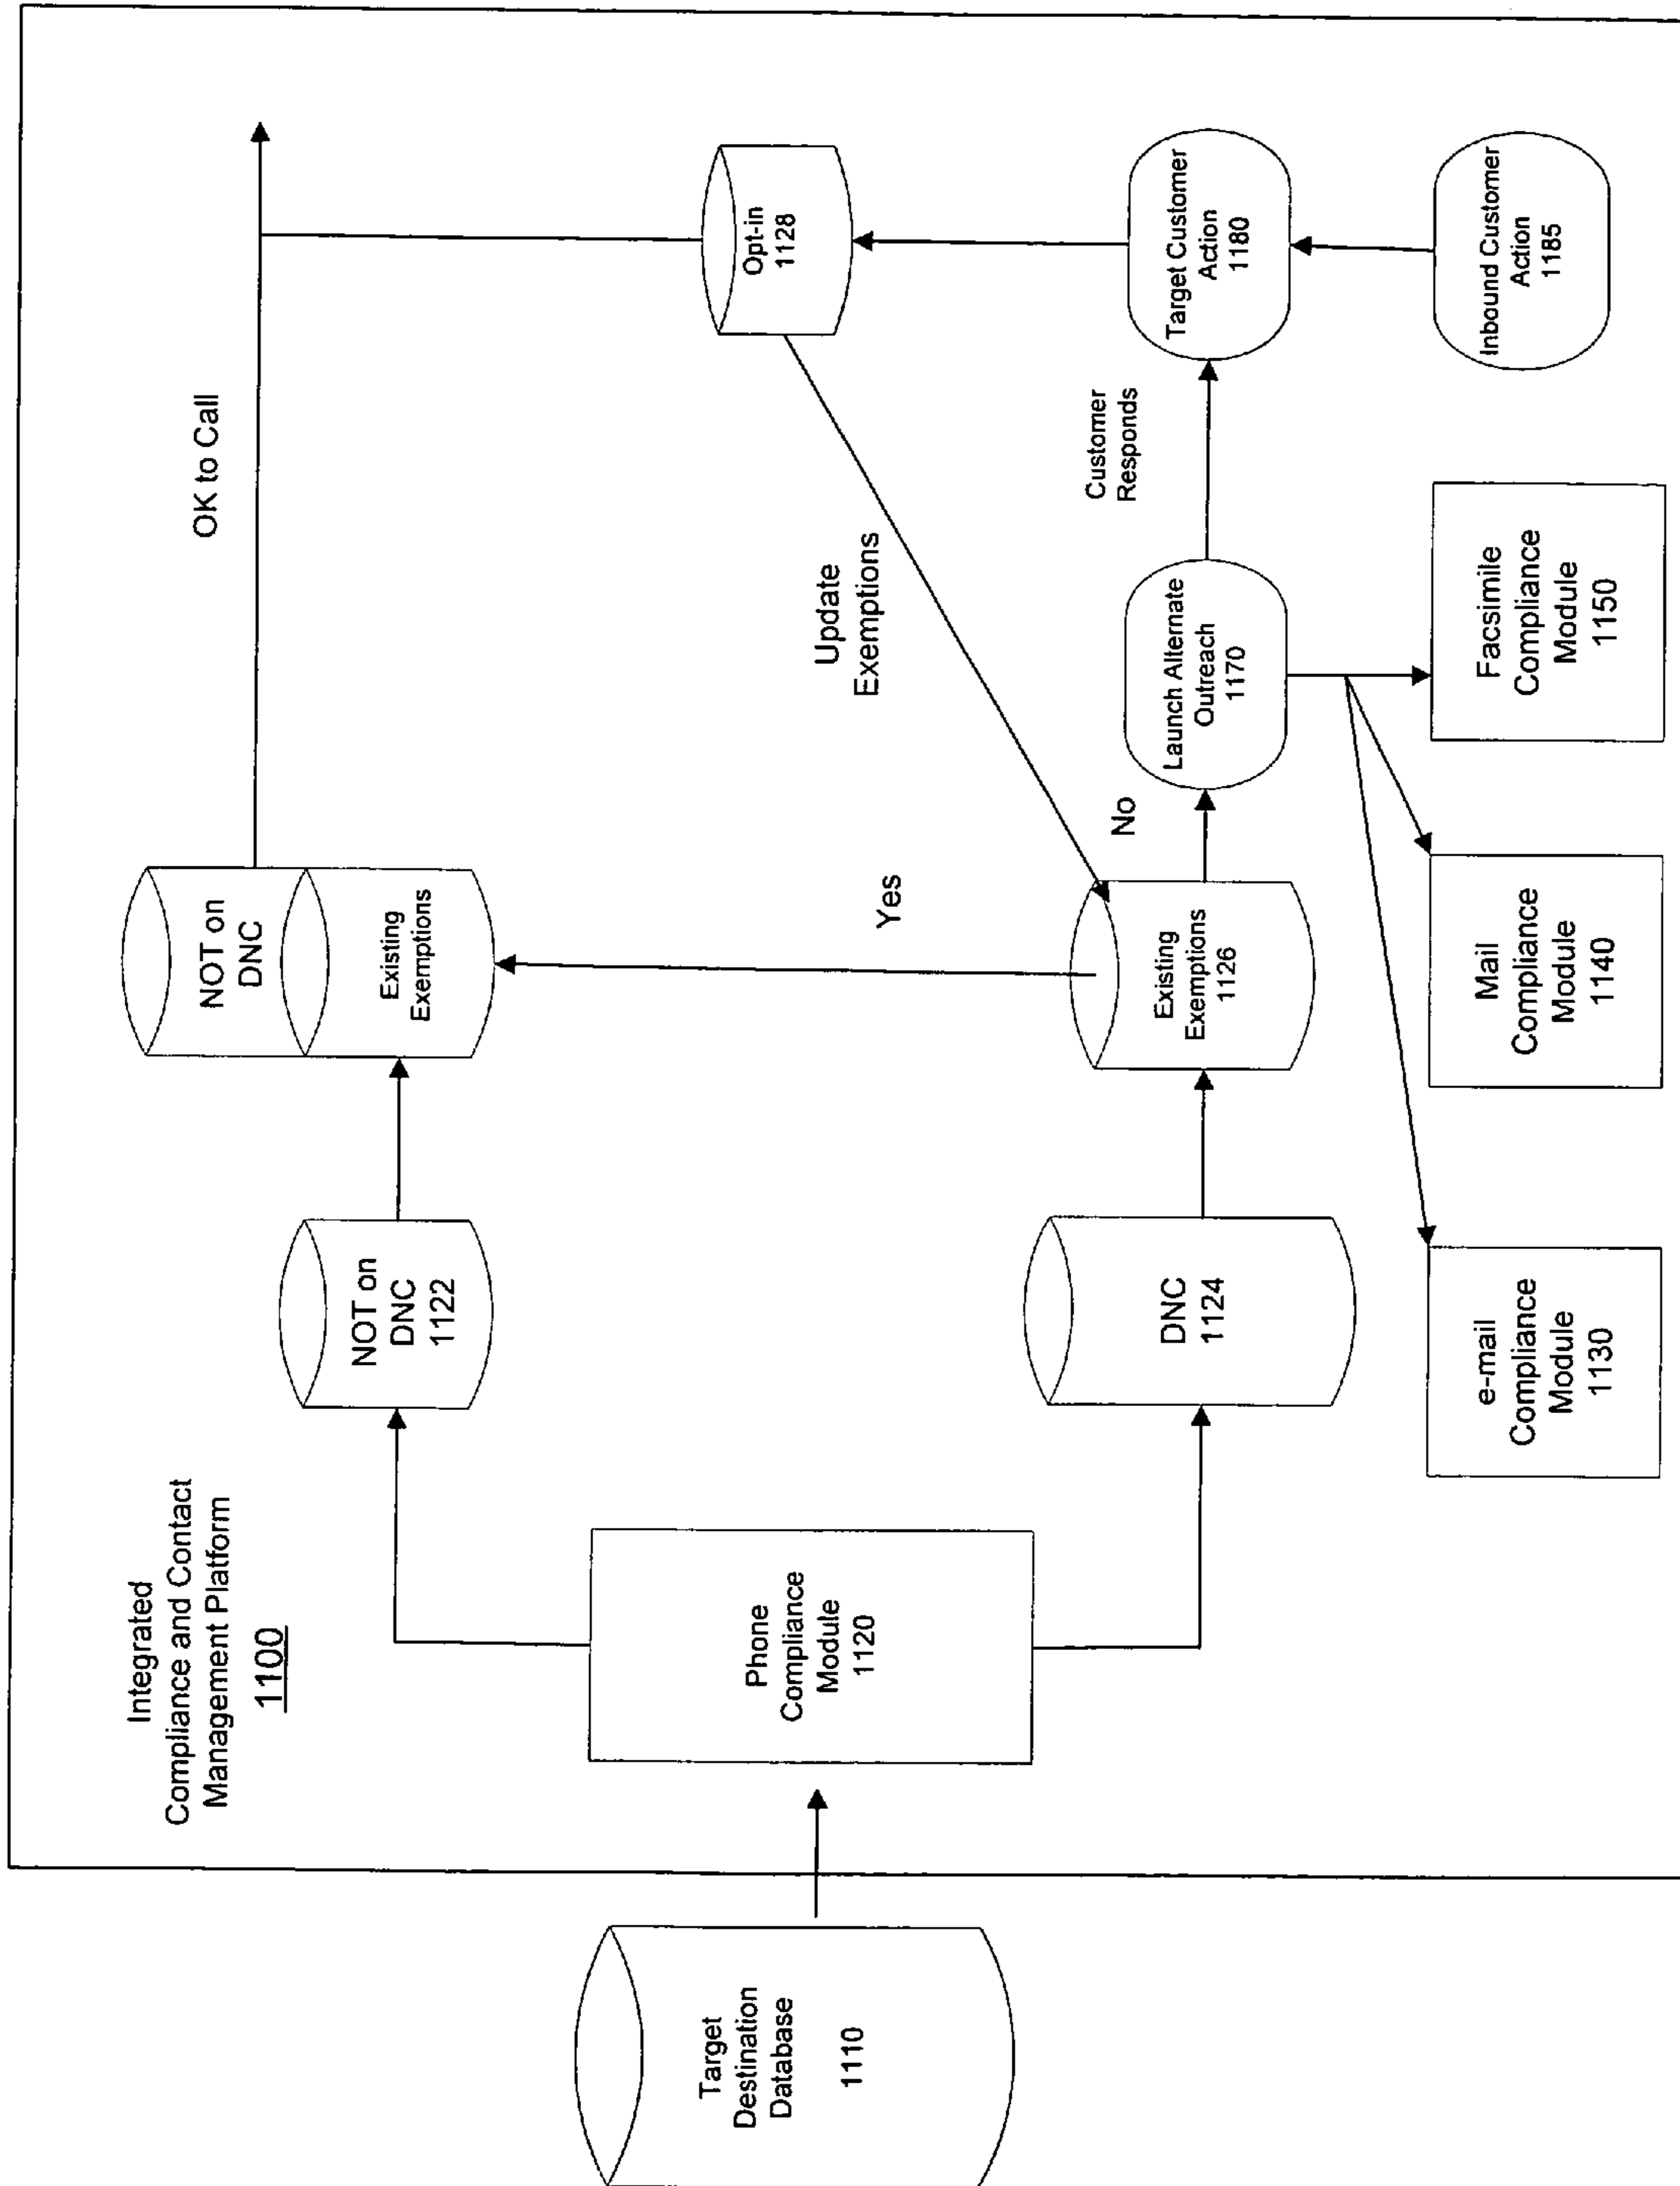 Integrated
Compliance and Contact
Management Platform
1100
Target
Destination
Database
1110
Phone
Compliance
Module
1120
NOT on
DNC
1122
DNC
1124
NOT on
DNC
Existing
Exemptions
Existing
Exemptions
1126
Yes
No
OK to Call
Update
Exemptions
Launch Alternate
Outreach
1170
Customer
Responds
Opt-in
1128
Target Customer
Action
1180
Inbound Customer
Action
1185
e-mail
Compliance
Module
1130
Mail
Compliance
Module
1140
Facsimile
Compliance
Module
1150